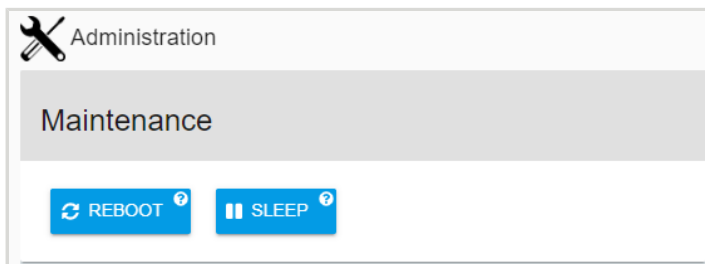 Administration
Maintenance
REBOOT ?
SLEEP ?